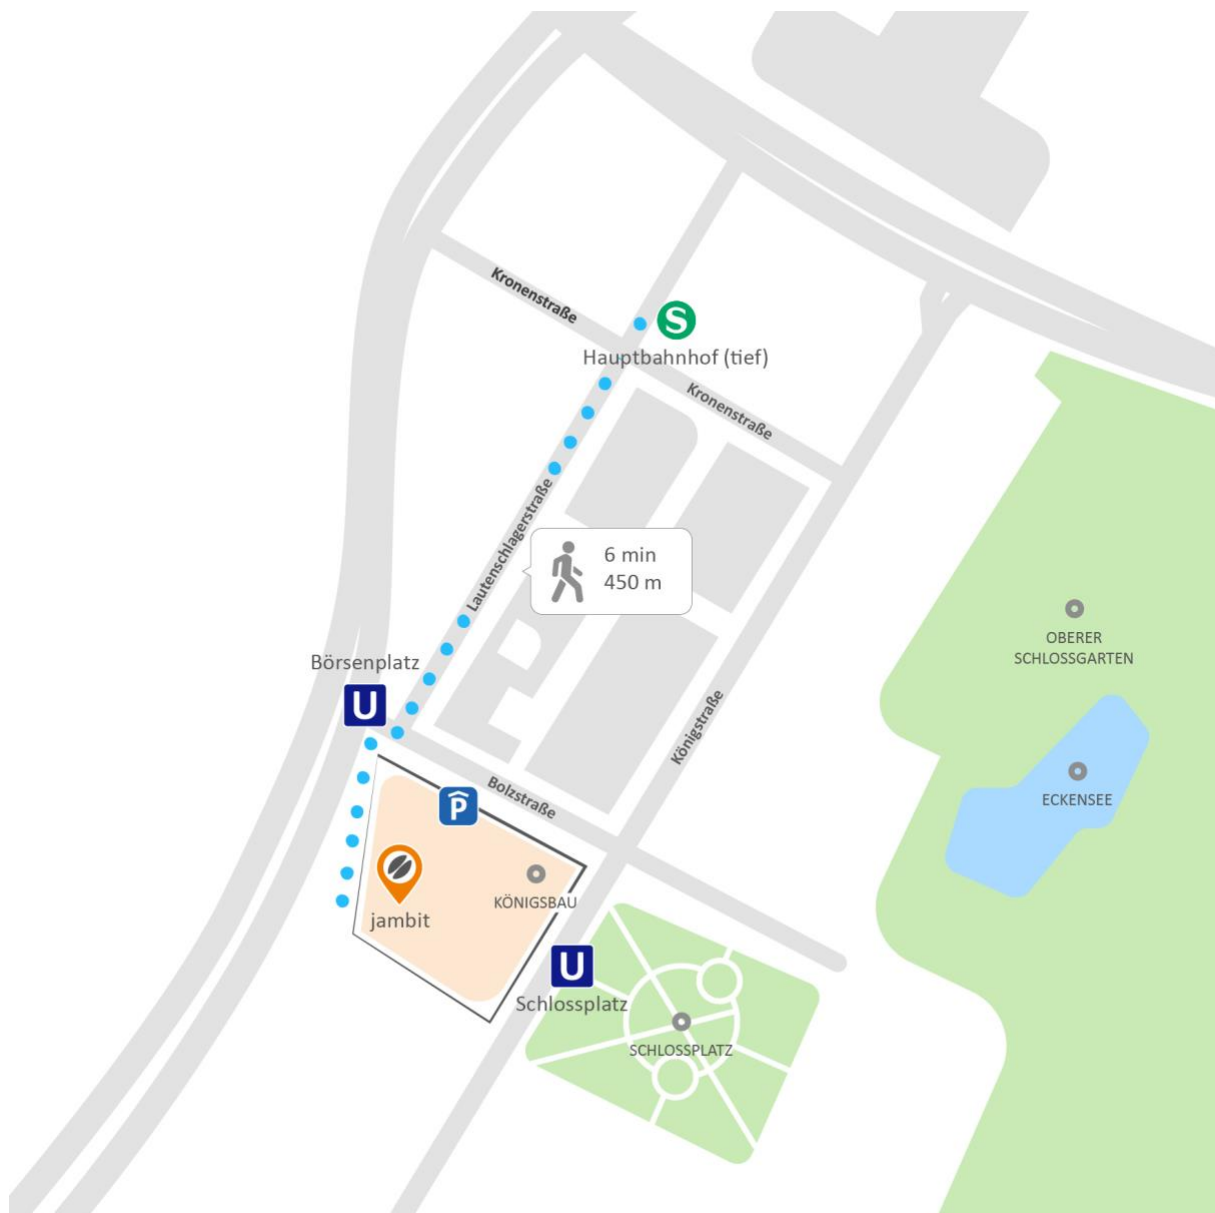 Kronenstraße
S
Hauptbahnhof (tief)
Kronenstraße
Lautenschlagerstraße
6 min
450 m
OBERER
SCHLOSSGARTEN
Börsenplatz
U
Königstraße
ECKENSEE
Bolzstraße
P
KÖNIGSBAU
jambit
U
Schlossplatz
SCHLOSSPLATZ